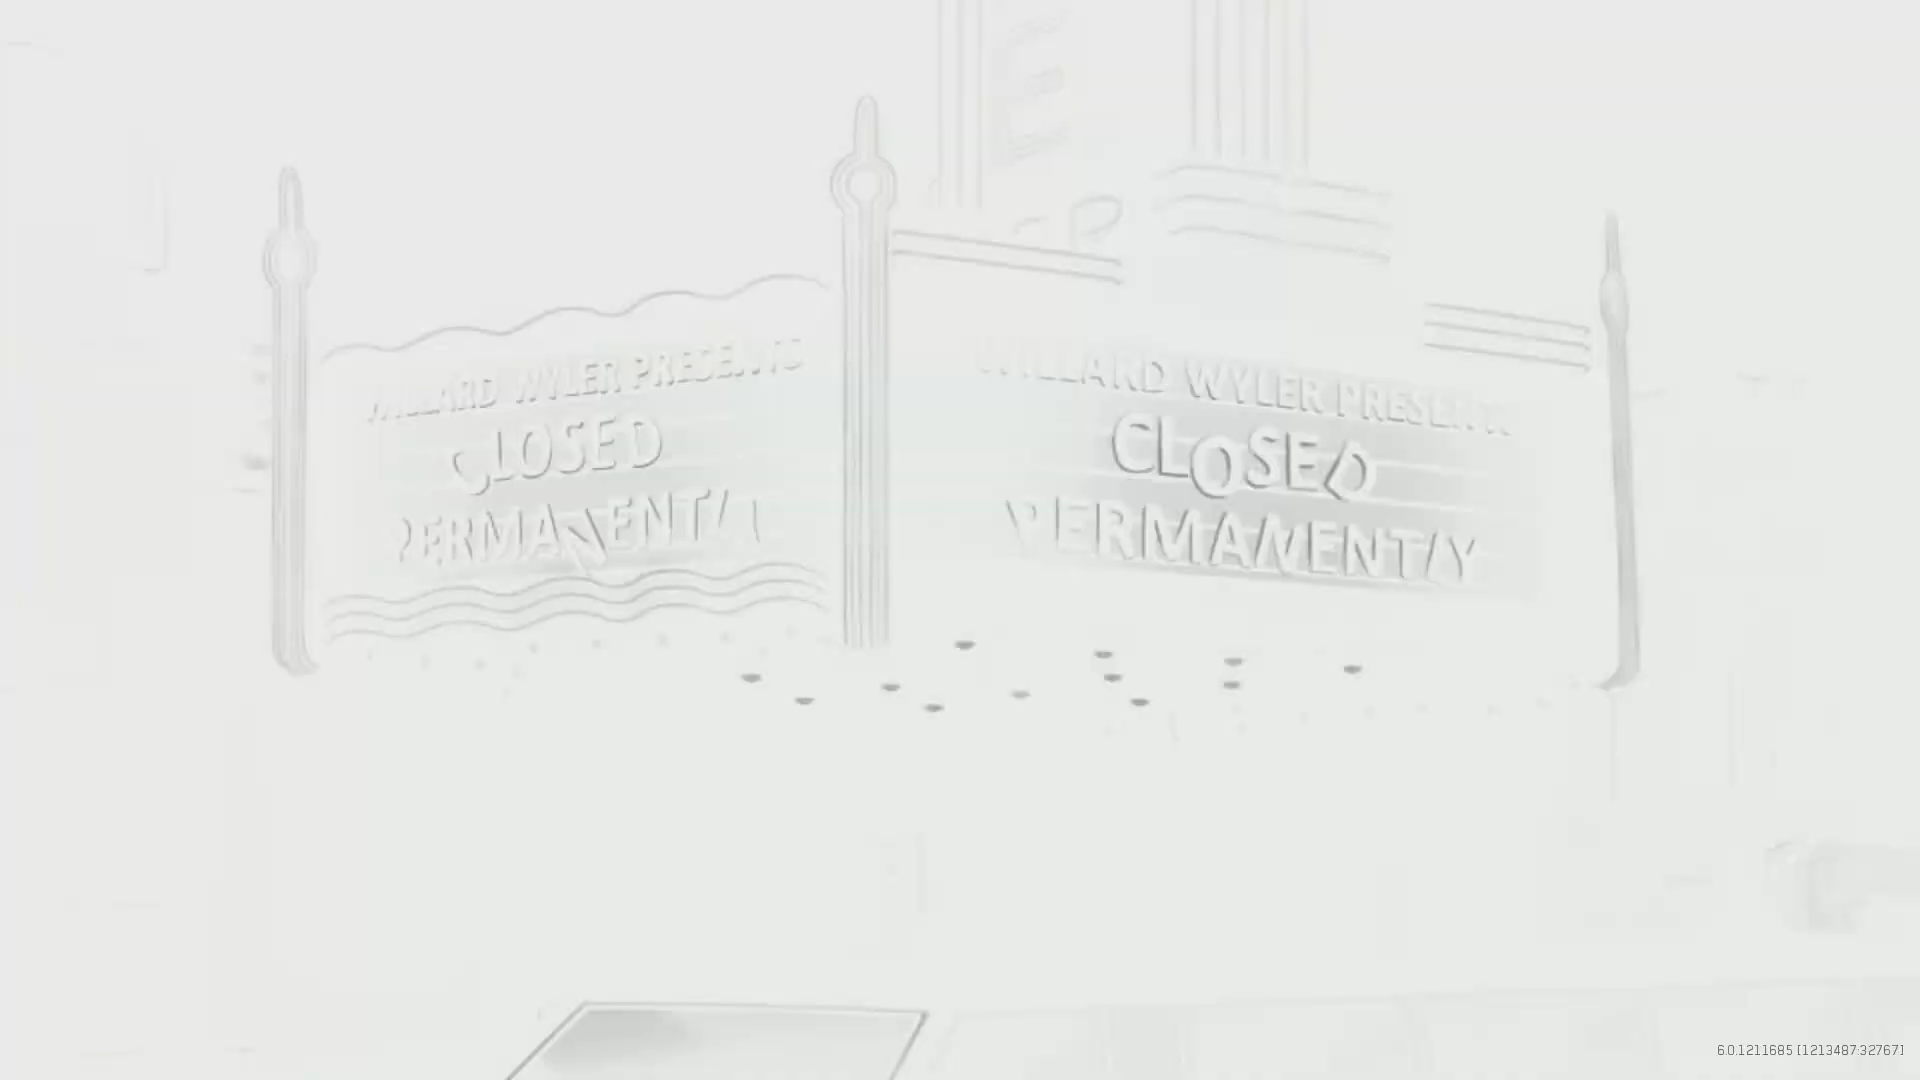 WILLARD WYLER PRESENTS
CLOSED
PERMANENTLY
WILLARD WYLER PRESENTS
CLOSED
PERMANENTLY
6.0.1211685 [1213487:32767]